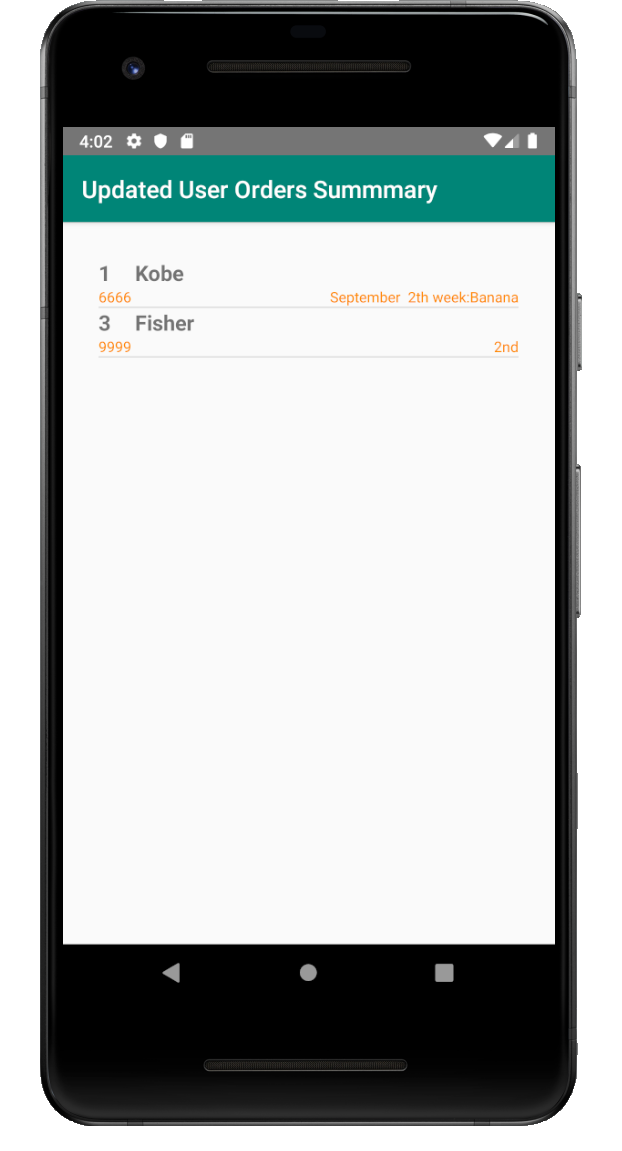 4:02
Updated User Orders Summmary
1 Kobe
6666 September 2th week:Banana
3 Fisher
9999 2nd